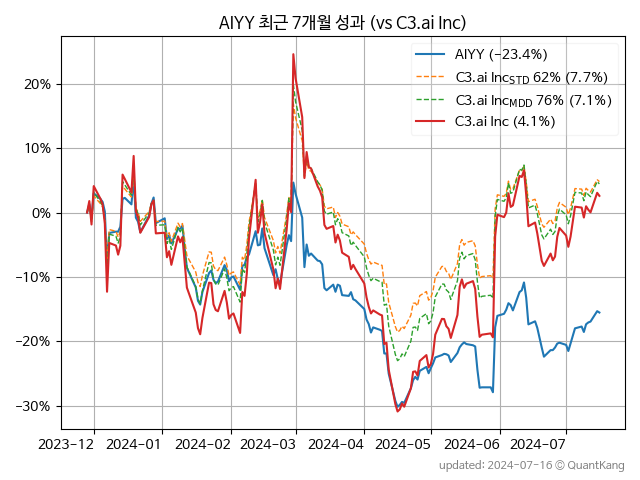 AIYY 최근 7개월 성과 (vs C3.ai Inc)
AIYY (−23.4%)
C3.ai Inc_STD 62% (7.7%)
C3.ai Inc_MDD 76% (7.1%)
C3.ai Inc (4.1%)
20%
10%
0%
−10%
−20%
−30%
2023−12 2024−01 2024−02 2024−03 2024−04 2024−05 2024−06 2024−07
updated: 2024-07-16 © QuantKang